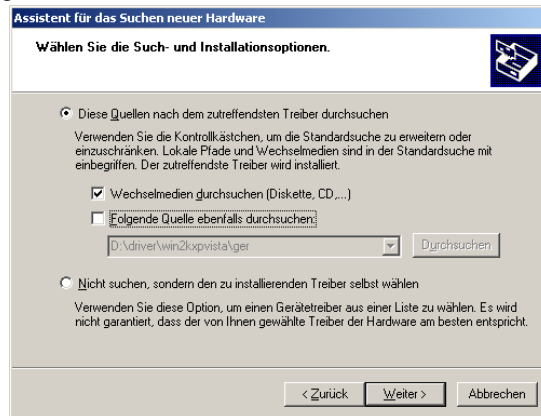 Assistent für das Suchen neuer Hardware
Wählen Sie die Such- und Installationsoptionen.
Diese Quellen nach dem zutreffendsten Treiber durchsuchen
Verwenden Sie die Kontrollkästchen, um die Standardsuche zu erweitern oder
einzuschränken. Lokale Pfade und Wechselmedien sind in der Standardsuche mit
einbegriffen. Der zutreffendste Treiber wird installiert.
Wechselmedien durchsuchen (Diskette, CD,...)
Folgende Quelle ebenfalls durchsuchen:
D:\driver\win2kxpvista\ger
Durchsuchen
Nicht suchen, sondern den zu installierenden Treiber selbst wählen
Verwenden Sie diese Option, um einen Gerätetreiber aus einer Liste zu wählen. Es wird
nicht garantiert, dass der von Ihnen gewählte Treiber der Hardware am besten entspricht.
< Zurück Weiter > Abbrechen